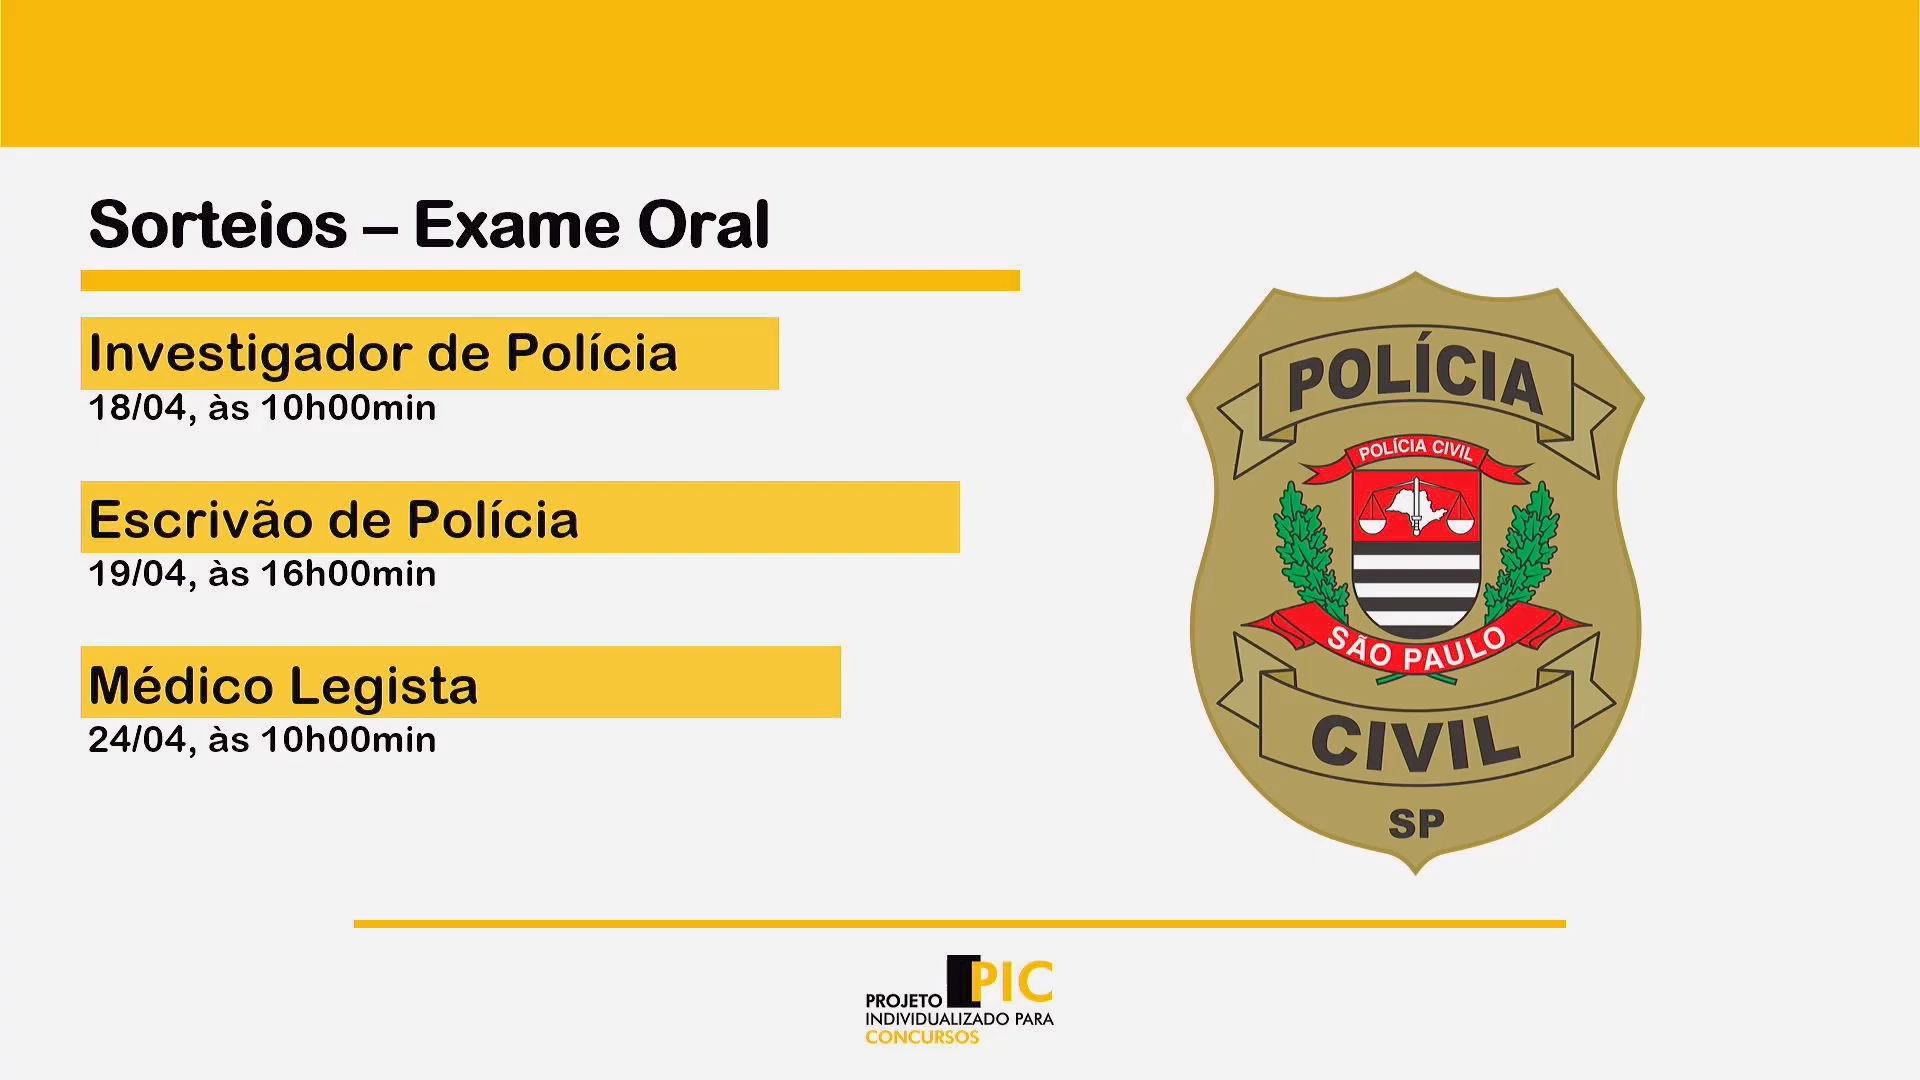 Sorteios – Exame Oral
Investigador de Polícia
18/04, às 10h00min
Escrivão de Polícia
19/04, às 16h00min
Médico Legista
24/04, às 10h00min
POLÍCIA
POLÍCIA CIVIL
SÃO PAULO
CIVIL
SP
PIC
PROJETO
INDIVIDUALIZADO PARA
CONCURSOS